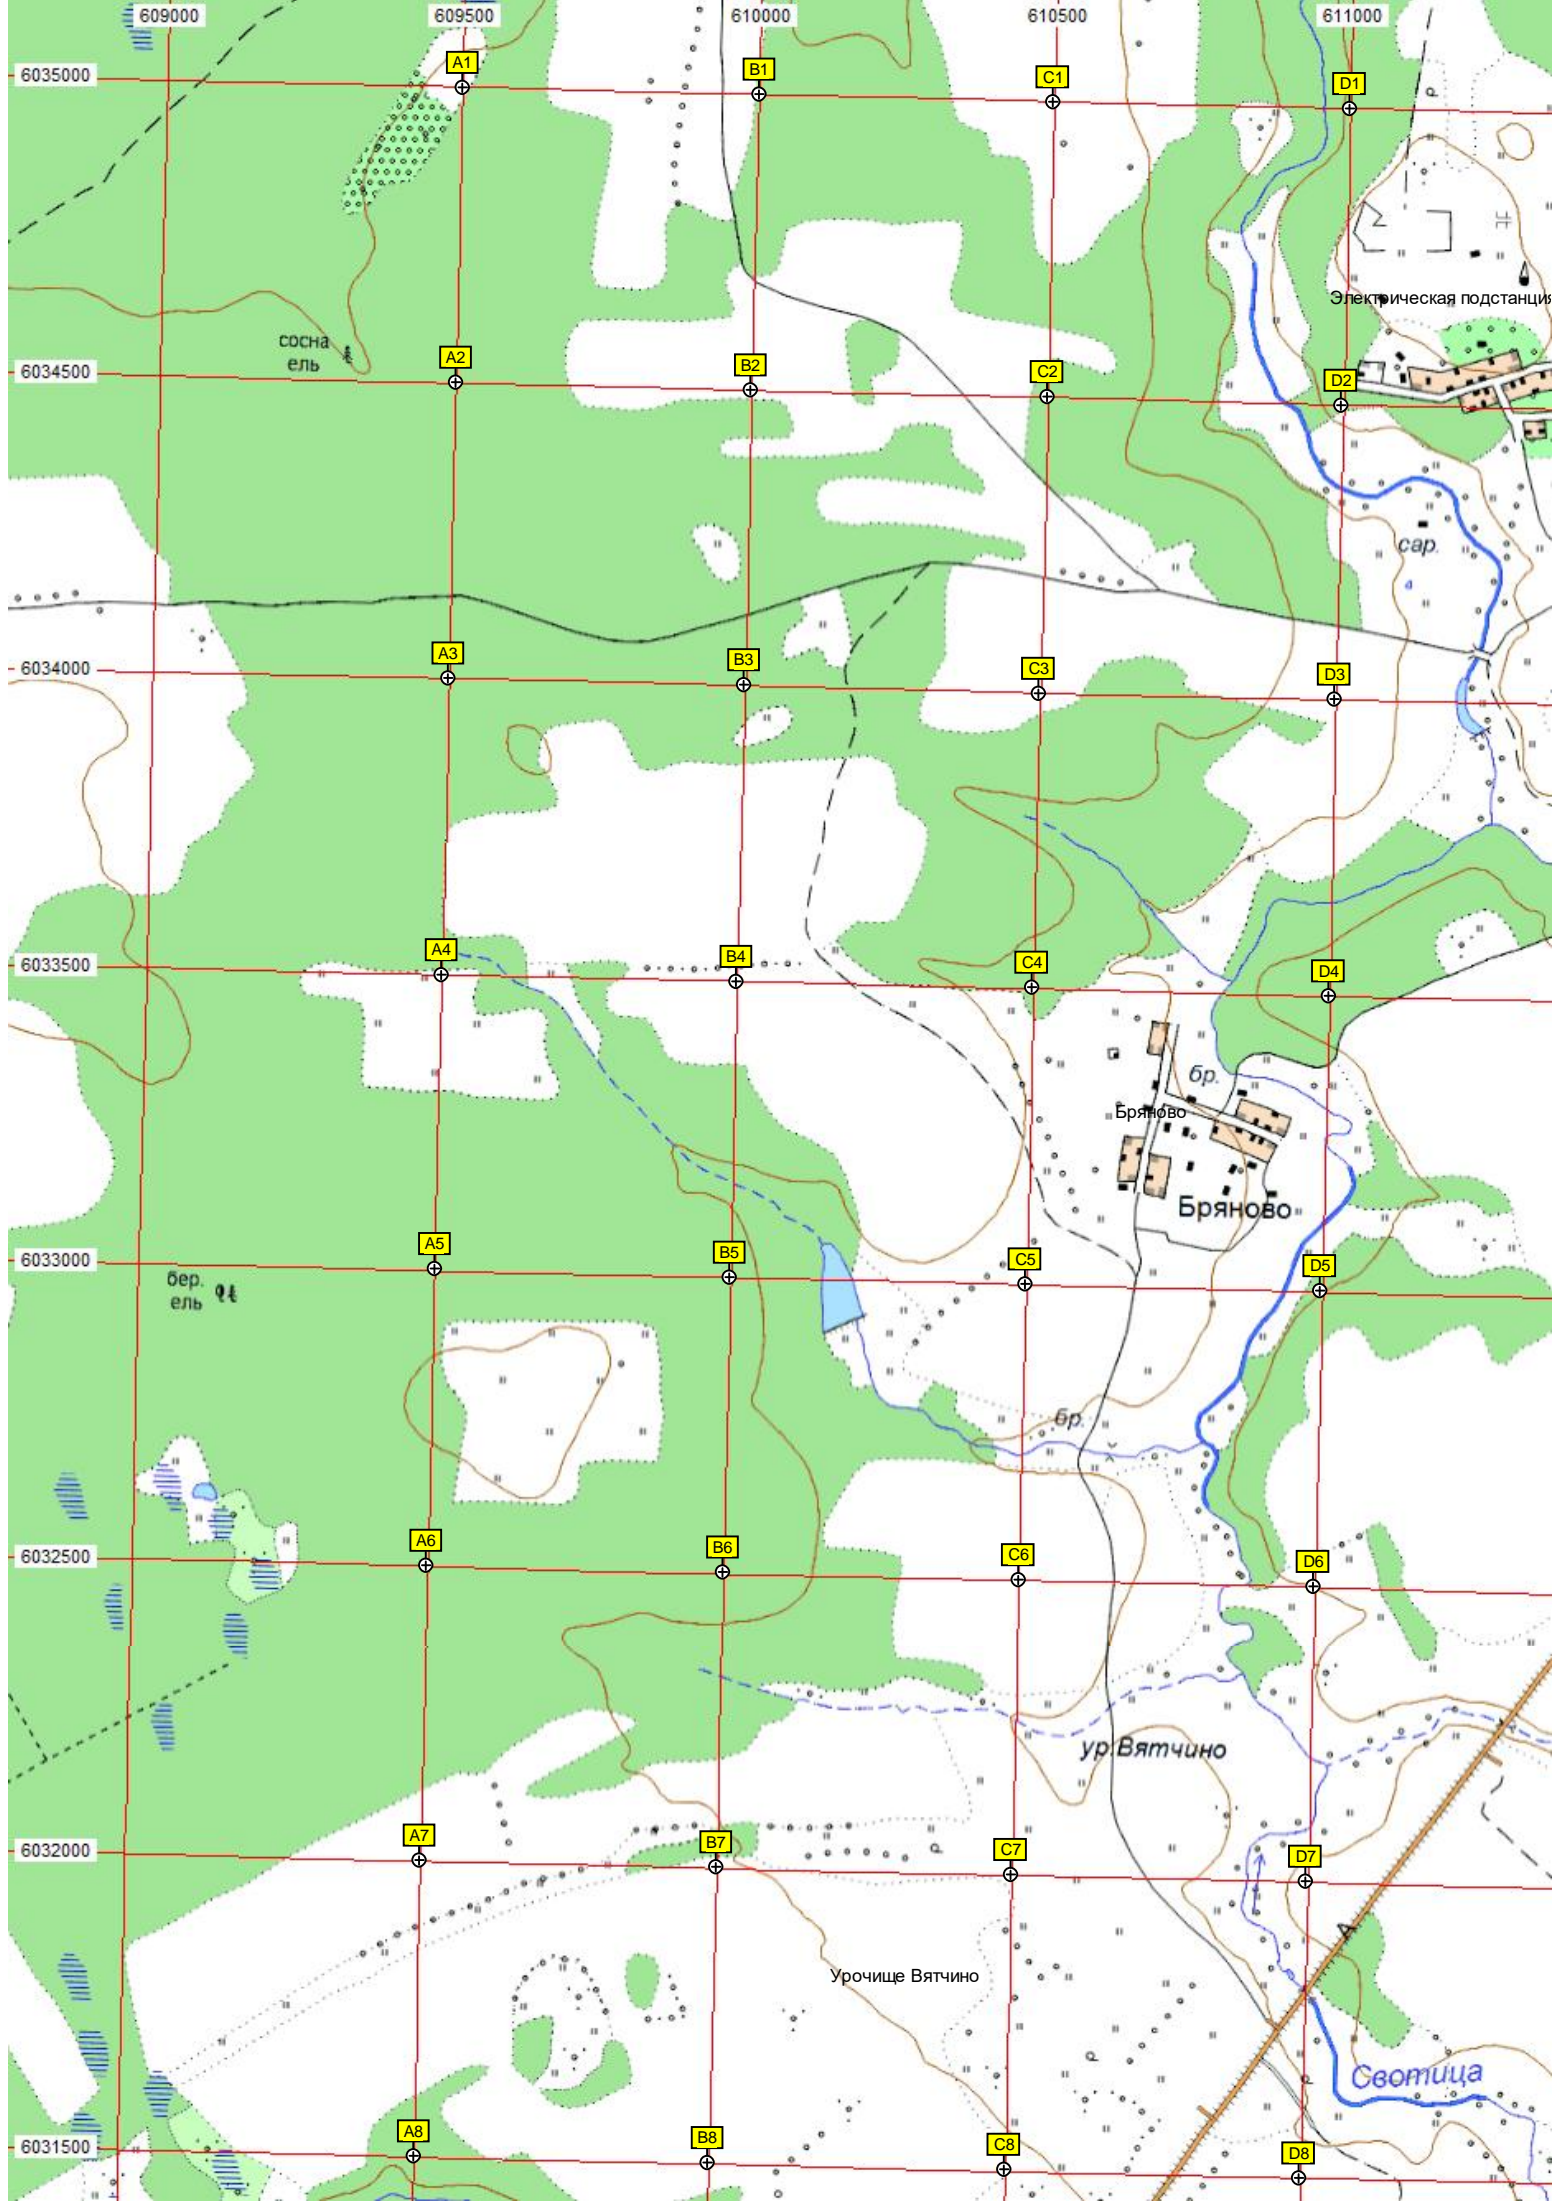 609000 609500 610000 610500 611000
6035000 A1 B1 C1 D1
Электрическая подстанция
сосна
ель
6034500 A2 B2 C2 D2
сар.
6034000 A3 B3 C3 D3
6033500 A4 B4 C4 D4
бр.
Бряново
Бряново
6033000 A5 B5 C5 D5
бер.
ель
бр.
6032500 A6 B6 C6 D6
ур.Вятчино
6032000 A7 B7 C7 D7
А
Урочище Вятчино
Свотица
6031500 A8 B8 C8 D8